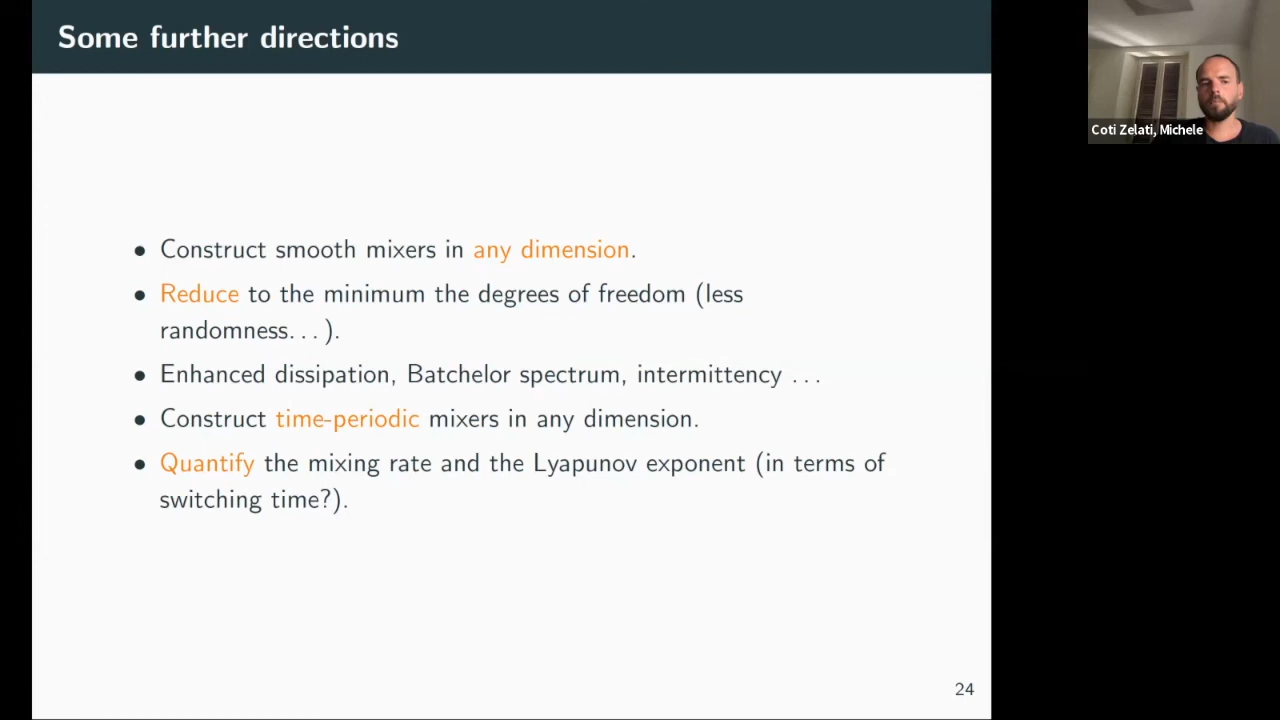 Some further directions
Coti Zelati, Michele
• Construct smooth mixers in any dimension.
• Reduce to the minimum the degrees of freedom (less
randomness. . . ).
• Enhanced dissipation, Batchelor spectrum, intermittency . . .
• Construct time-periodic mixers in any dimension.
• Quantify the mixing rate and the Lyapunov exponent (in terms of
switching time?).
24